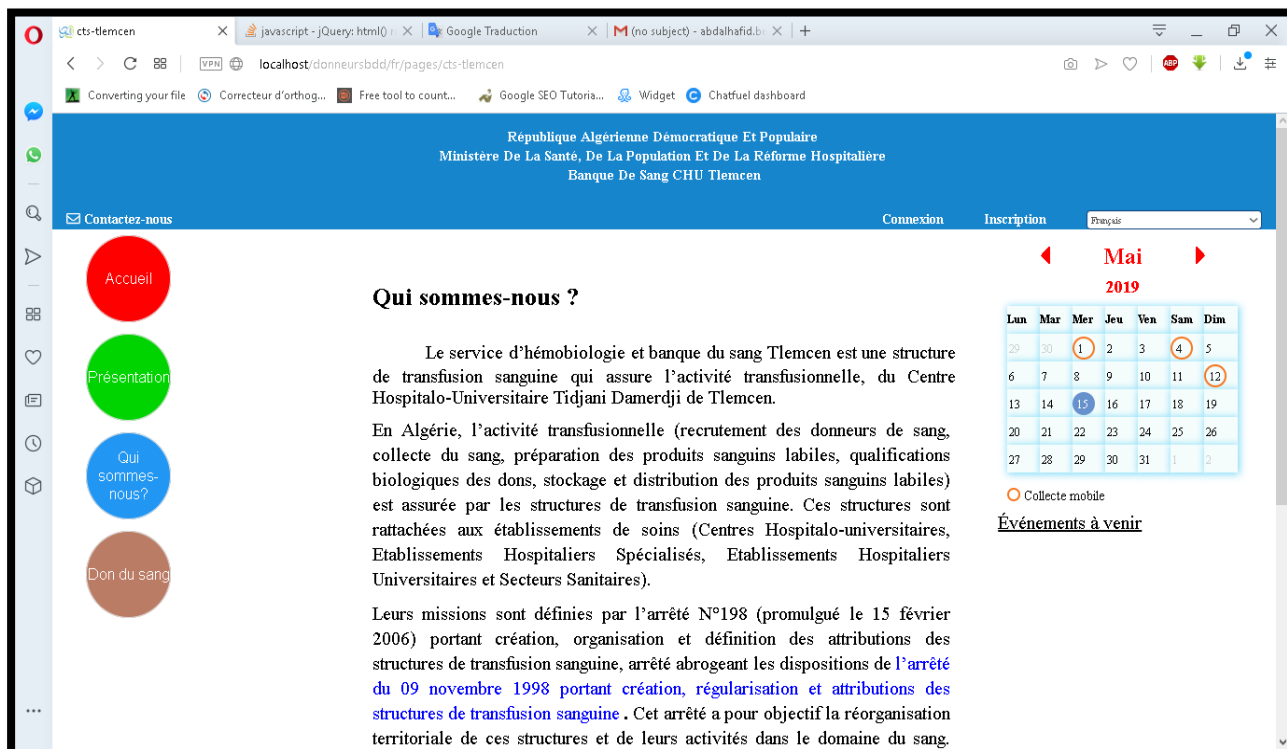 cts-tlemcen
javascript - jQuery: html()
Google Traduction
(no subject) - abdalhafid.b
VPN
localhost/donneursbdd/fr/pages/cts-tlemcen
ABP
Converting your file
Correcteur d'orthog...
Free tool to count...
Google SEO Tutoria...
Widget
Chatfuel dashboard
République Algérienne Démocratique Et Populaire
Ministère De La Santé, De La Population Et De La Réforme Hospitalière
Banque De Sang CHU Tlemcen
Contactez-nous
Connexion
Inscription
Français
Accueil
Présentation
Qui
sommes-
nous?
Don du sang
Qui sommes-nous ?
Le service d'hémobiologie et banque du sang Tlemcen est une structure
de transfusion sanguine qui assure l'activité transfusionnelle, du Centre
Hospitalo-Universitaire Tidjani Damerdji de Tlemcen.
En Algérie, l'activité transfusionnelle (recrutement des donneurs de sang,
collecte du sang, préparation des produits sanguins labiles, qualifications
biologiques des dons, stockage et distribution des produits sanguins labiles)
est assurée par les structures de transfusion sanguine. Ces structures sont
rattachées aux établissements de soins (Centres Hospitalo-universitaires,
Etablissements Hospitaliers Spécialisés, Etablissements Hospitaliers
Universitaires et Secteurs Sanitaires).
Leurs missions sont définies par l'arrêté N°198 (promulgué le 15 février
2006) portant création, organisation et définition des attributions des
structures de transfusion sanguine, arrêté abrogeant les dispositions de l'arrêté
du 09 novembre 1998 portant création, régularisation et attributions des
structures de transfusion sanguine . Cet arrêté a pour objectif la réorganisation
territoriale de ces structures et de leurs activités dans le domaine du sang.
Mai
2019
Lun Mar Mer Jeu Ven Sam Dim
29 30 1 2 3 4 5
6 7 8 9 10 11 12
13 14 15 16 17 18 19
20 21 22 23 24 25 26
27 28 29 30 31 1 2
Collecte mobile
Événements à venir